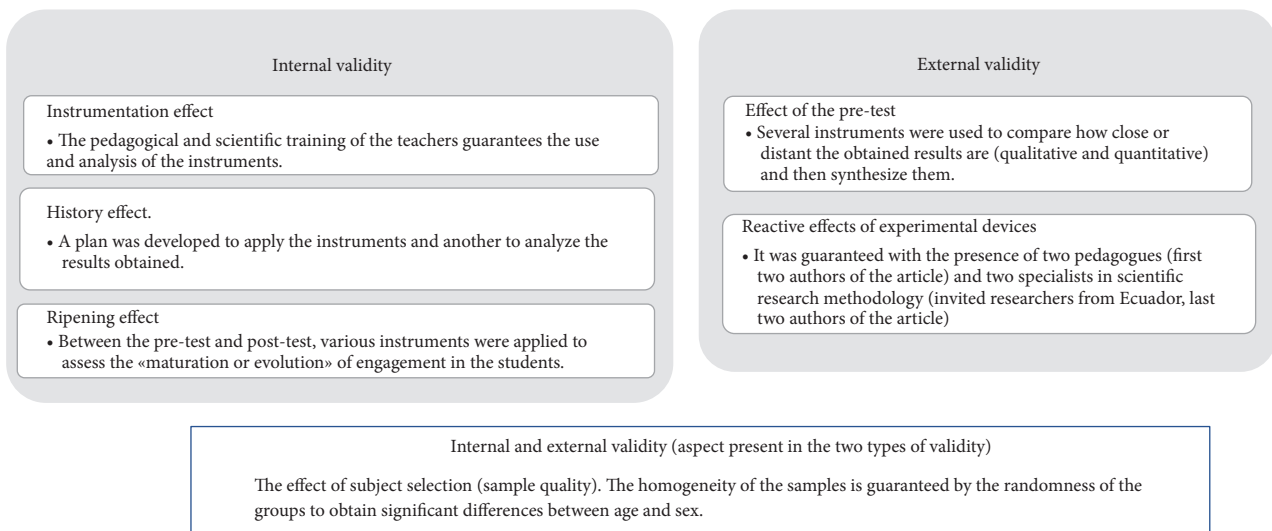 Internal validity
Instrumentation effect
• The pedagogical and scientific training of the teachers guarantees the use
and analysis of the instruments.
History effect.
• A plan was developed to apply the instruments and another to analyze the
results obtained.
Ripening effect
• Between the pre-test and post-test, various instruments were applied to
assess the «maturation or evolution» of engagement in the students.
External validity
Effect of the pre-test
• Several instruments were used to compare how close or
distant the obtained results are (qualitative and quantitative)
and then synthesize them.
Reactive effects of experimental devices
• It was guaranteed with the presence of two pedagogues (first
two authors of the article) and two specialists in scientific
research methodology (invited researchers from Ecuador, last
two authors of the article)
Internal and external validity (aspect present in the two types of validity)
The effect of subject selection (sample quality). The homogeneity of the samples is guaranteed by the randomness of the
groups to obtain significant differences between age and sex.